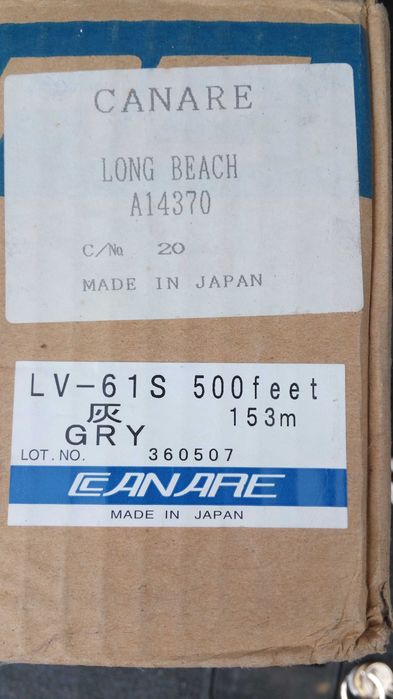 CANARE
LONG BEACH
A14370
C/№ 20
MADE IN JAPAN
LV-61S 500feet
灰 153m
GRY
LOT.NO. 360507
CANARE
MADE IN JAPAN